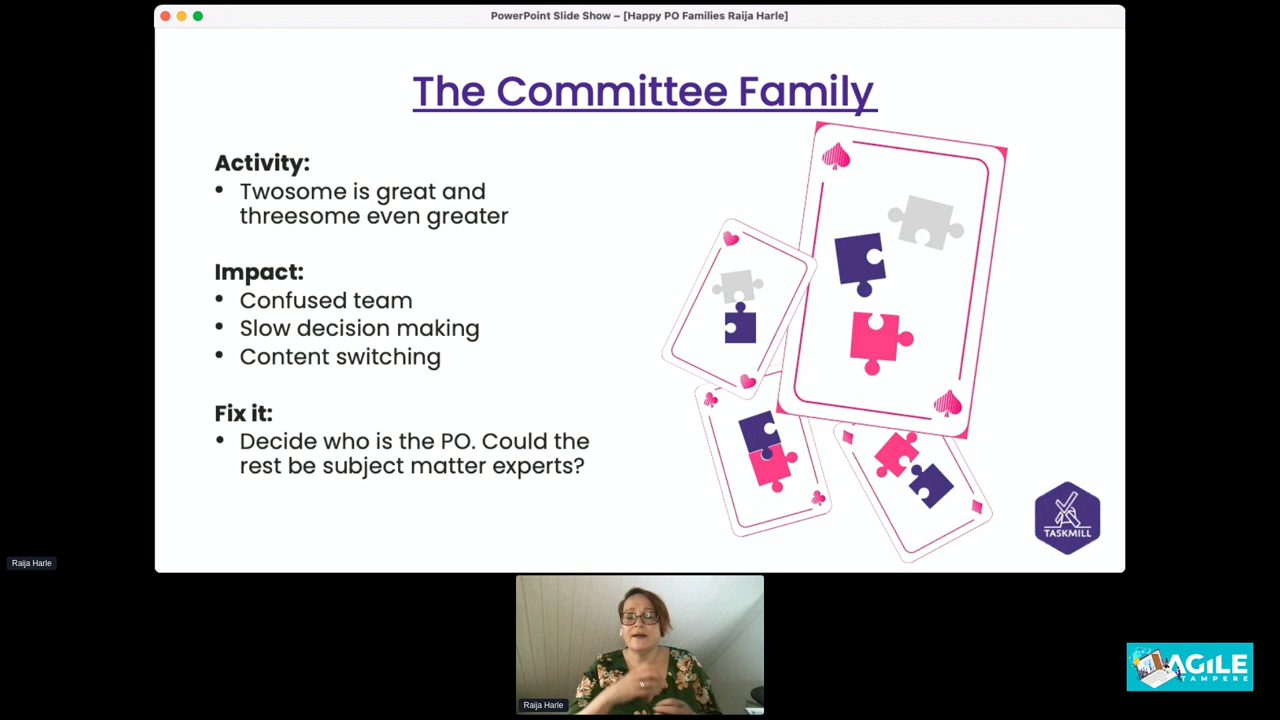 PowerPoint Slide Show – [Happy PO Families Raija Harle]
The Committee Family
Activity:
• Twosome is great and
threesome even greater
Impact:
• Confused team
• Slow decision making
• Content switching
Fix it:
• Decide who is the PO. Could the
rest be subject matter experts?
TASKMILL
Raija Harle
Raija Harle
AGILE
TAMPERE